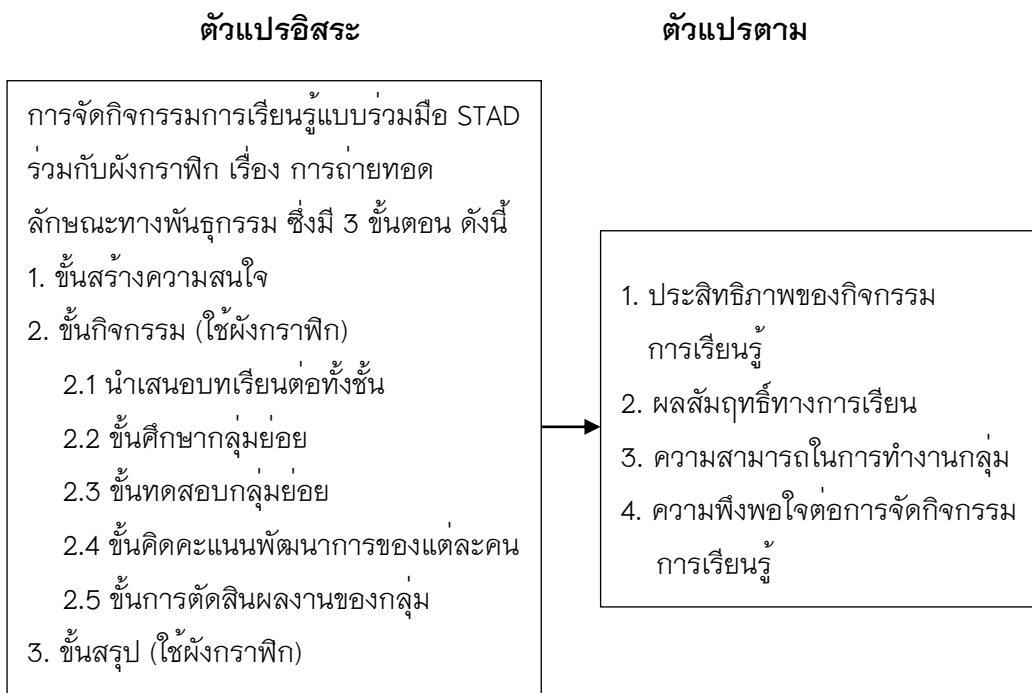 ตัวแปรอิสระ
ตัวแปรตาม
การจัดกิจกรรมการเรียนรู้แบบร่วมมือ STAD
ร่วมกับผังกราฟิก เรื่อง การถ่ายทอด
ลักษณะทางพันธุกรรม ซึ่งมี 3 ขั้นตอน ดังนี้
1. ขั้นสร้างความสนใจ
2. ขั้นกิจกรรม (ใช้ผังกราฟิก)
2.1 นำเสนอบทเรียนต่อทั้งชั้น
2.2 ขั้นศึกษากลุ่มย่อย
2.3 ขั้นทดสอบกลุ่มย่อย
2.4 ขั้นคิดคะแนนพัฒนาการของแต่ละคน
2.5 ขั้นการตัดสินผลงานของกลุ่ม
3. ขั้นสรุป (ใช้ผังกราฟิก)
1. ประสิทธิภาพของกิจกรรม
การเรียนรู้
2. ผลสัมฤทธิ์ทางการเรียน
3. ความสามารถในการทำงานกลุ่ม
4. ความพึงพอใจต่อการจัดกิจกรรม
การเรียนรู้